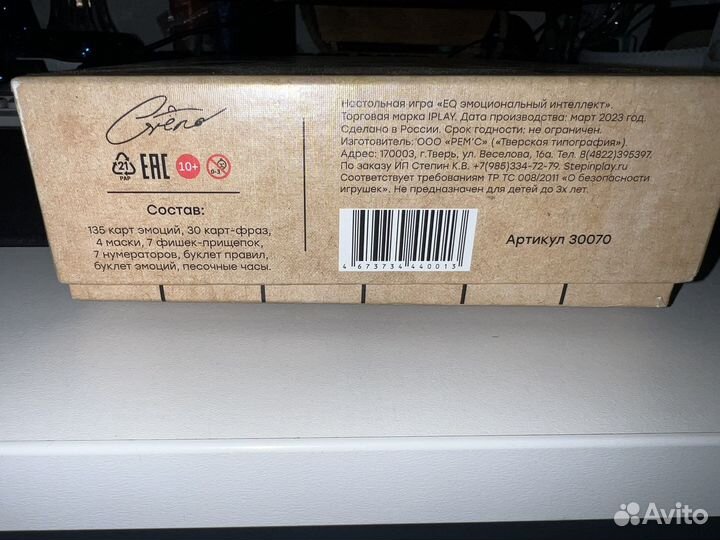 Настольная игра «EQ эмоциональный интеллект».
Торговая марка IPLAY. Дата производства: март 2023 год.
Сделано в России. Срок годности: не ограничен.
Изготовитель: ООО «РЕМ'С» («Тверская типография»).
Адрес: 170003, г.Тверь, ул. Веселова, 16а. Тел. 8(4822)395397.
По заказу ИП Степин К.В. +7(985)334-72-79. Stepinplay.ru
Соответствует требованиям ТР ТС 008/2011 «О безопасности
игрушек». Не предназначен для детей до 3х лет.
21
PAP
EAC
10+
0-3
Состав:
135 карт эмоций, 30 карт-фраз,
4 маски, 7 фишек-прищепок,
7 нумераторов, буклет правил,
буклет эмоций, песочные часы.
4 673734 440013
Артикул 30070
Avito